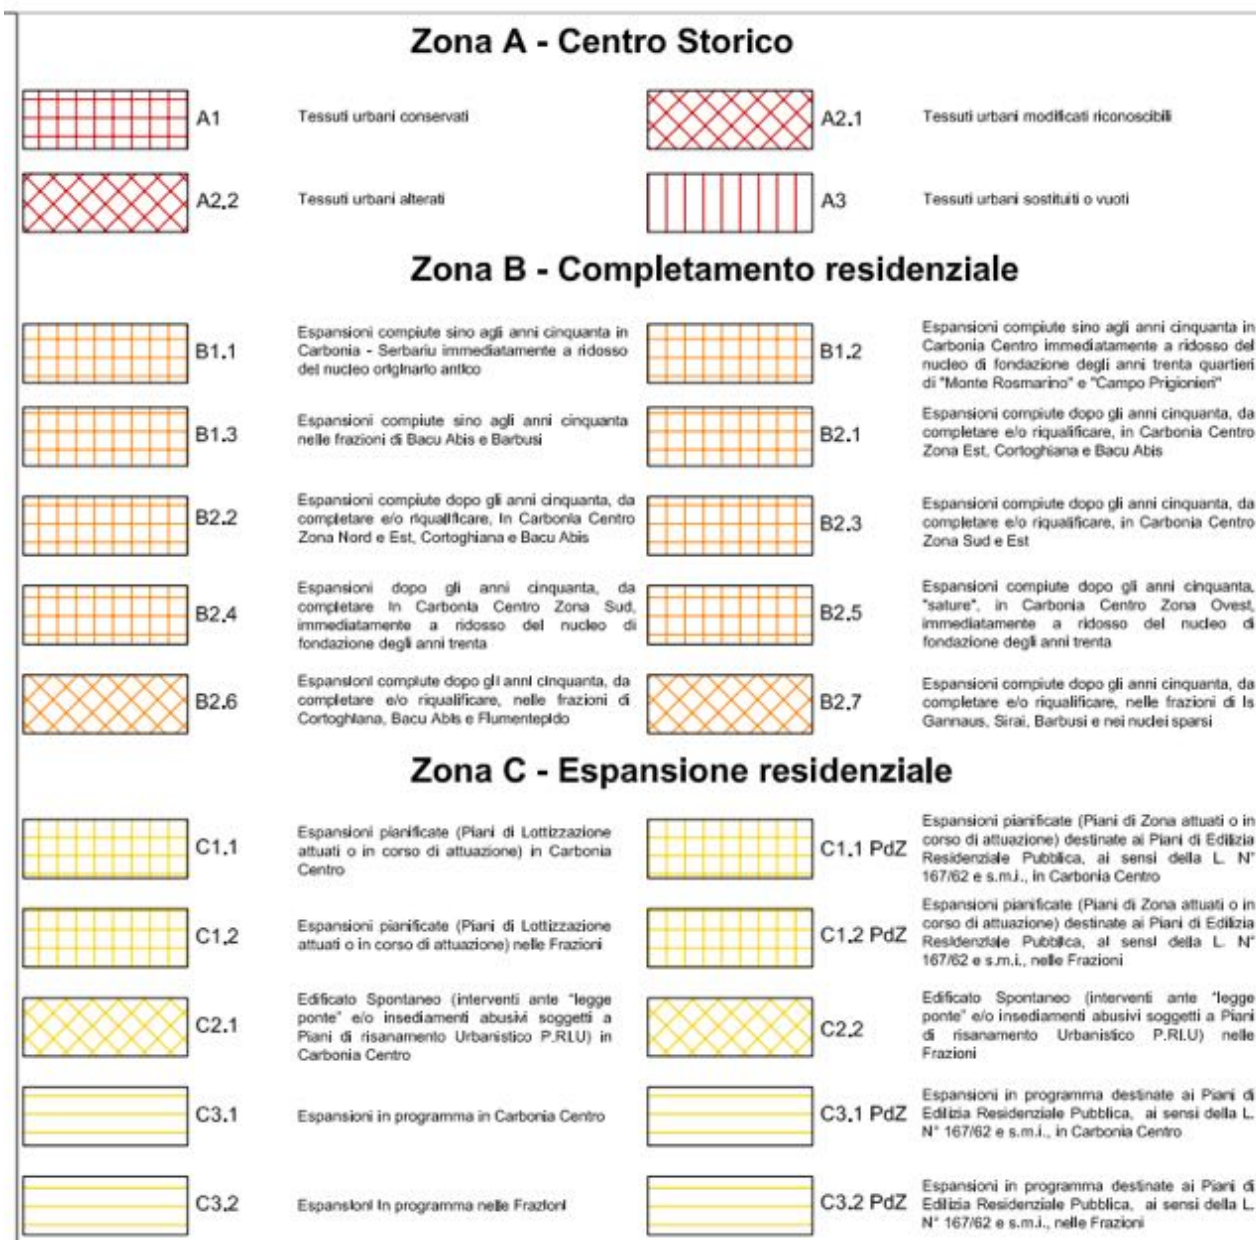 Zona A - Centro Storico
A1
Tessuti urbani conservati
A2.1
Tessuti urbani modificati riconoscibili
A2.2
Tessuti urbani alterati
A3
Tessuti urbani sostituiti o vuoti
Zona B - Completamento residenziale
B1.1
Espansioni compiute sino agli anni cinquanta in
Carbonia - Serbariu immediatamente a ridosso
del nucleo originario antico
B1.2
Espansioni compiute sino agli anni cinquanta in
Carbonia Centro immediatamente a ridosso del
nucleo di fondazione degli anni trenta quartieri
di "Monte Rosmarino" e "Campo Prigionieri"
B1.3
Espansioni compiute sino agli anni cinquanta
nelle frazioni di Bacu Abis e Barbusi
B2.1
Espansioni compiute dopo gli anni cinquanta, da
completare e/o riqualificare, in Carbonia Centro
Zona Est, Cortoghiana e Bacu Abis
B2.2
Espansioni compiute dopo gli anni cinquanta, da
completare e/o riqualificare, in Carbonia Centro
Zona Nord e Est, Cortoghiana e Bacu Abis
B2.3
Espansioni compiute dopo gli anni cinquanta, da
completare e/o riqualificare, in Carbonia Centro
Zona Sud e Est
B2.4
Espansioni dopo gli anni cinquanta, da
completare in Carbonia Centro Zona Sud,
immediatamente a ridosso del nucleo di
fondazione degli anni trenta
B2.5
Espansioni compiute dopo gli anni cinquanta,
"sature", in Carbonia Centro Zona Ovest,
immediatamente a ridosso del nucleo di
fondazione degli anni trenta
B2.6
Espansioni compiute dopo gli anni cinquanta, da
completare e/o riqualificare, nelle frazioni di
Cortoghiana, Bacu Abis e Flumentepido
B2.7
Espansioni compiute dopo gli anni cinquanta, da
completare e/o riqualificare, nelle frazioni di Is
Gannaus, Sirai, Barbusi e nei nuclei sparsi
Zona C - Espansione residenziale
C1.1
Espansioni pianificate (Piani di Lottizzazione
attuati o in corso di attuazione) in Carbonia
Centro
C1.1 PdZ
Espansioni pianificate (Piani di Zona attuati o in
corso di attuazione) destinate ai Piani di Edilizia
Residenziale Pubblica, ai sensi della L. N°
167/62 e s.m.i., in Carbonia Centro
C1.2
Espansioni pianificate (Piani di Lottizzazione
attuati o in corso di attuazione) nelle Frazioni
C1.2 PdZ
Espansioni pianificate (Piani di Zona attuati o in
corso di attuazione) destinate ai Piani di Edilizia
Residenziale Pubblica, ai sensi della L. N°
167/62 e s.m.i., nelle Frazioni
C2.1
Edificato Spontaneo (interventi ante "legge
ponte" e/o insediamenti abusivi soggetti a
Piani di risanamento Urbanistico P.RI.U) in
Carbonia Centro
C2.2
Edificato Spontaneo (interventi ante "legge
ponte" e/o insediamenti abusivi soggetti a Piani
di risanamento Urbanistico P.RI.U) nelle
Frazioni
C3.1
Espansioni in programma in Carbonia Centro
C3.1 PdZ
Espansioni in programma destinate ai Piani di
Edilizia Residenziale Pubblica, ai sensi della L.
N° 167/62 e s.m.i., in Carbonia Centro
C3.2
Espansioni in programma nelle Frazioni
C3.2 PdZ
Espansioni in programma destinate ai Piani di
Edilizia Residenziale Pubblica, ai sensi della L.
N° 167/62 e s.m.i., nelle Frazioni